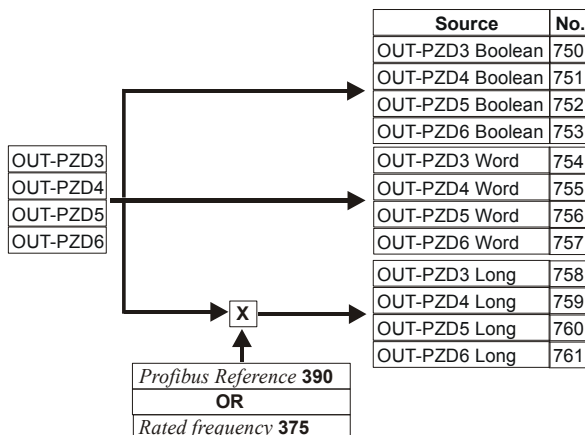 Source No.
OUT-PZD3 Boolean 750
OUT-PZD4 Boolean 751
OUT-PZD5 Boolean 752
OUT-PZD6 Boolean 753
OUT-PZD3 Word 754
OUT-PZD4 Word 755
OUT-PZD5 Word 756
OUT-PZD6 Word 757
OUT-PZD3 Long 758
OUT-PZD4 Long 759
OUT-PZD5 Long 760
OUT-PZD6 Long 761
OUT-PZD3
OUT-PZD4
OUT-PZD5
OUT-PZD6
X
Profibus Reference 390
OR
Rated frequency 375